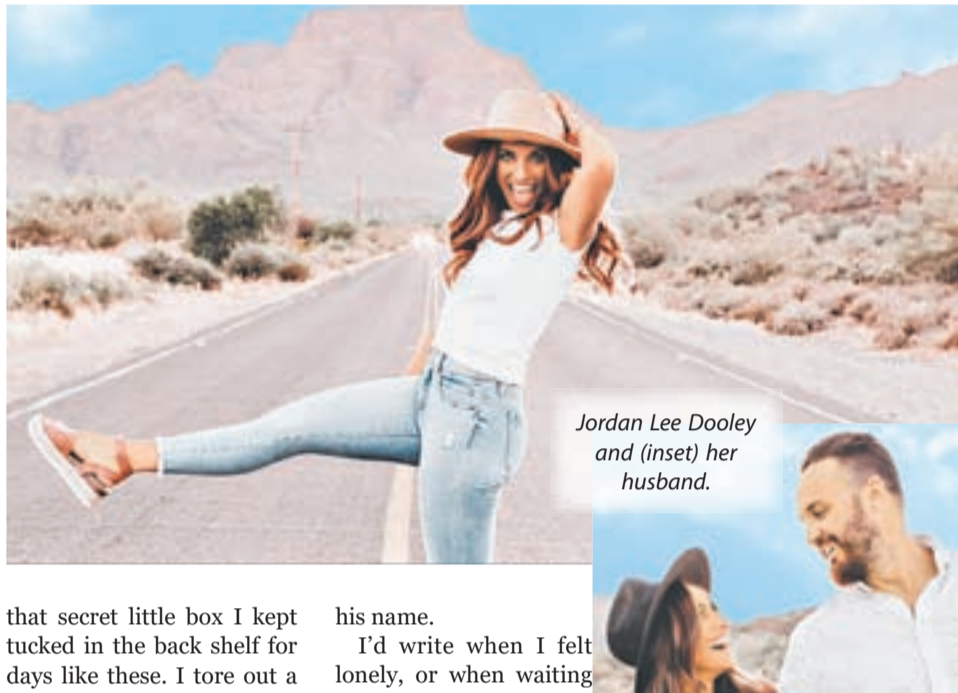 Jordan Lee Dooley
and (inset) her
husband.
that secret little box I kept
tucked in the back shelf for
days like these. I tore out a
his name.
I’d write when I felt
lonely, or when waiting